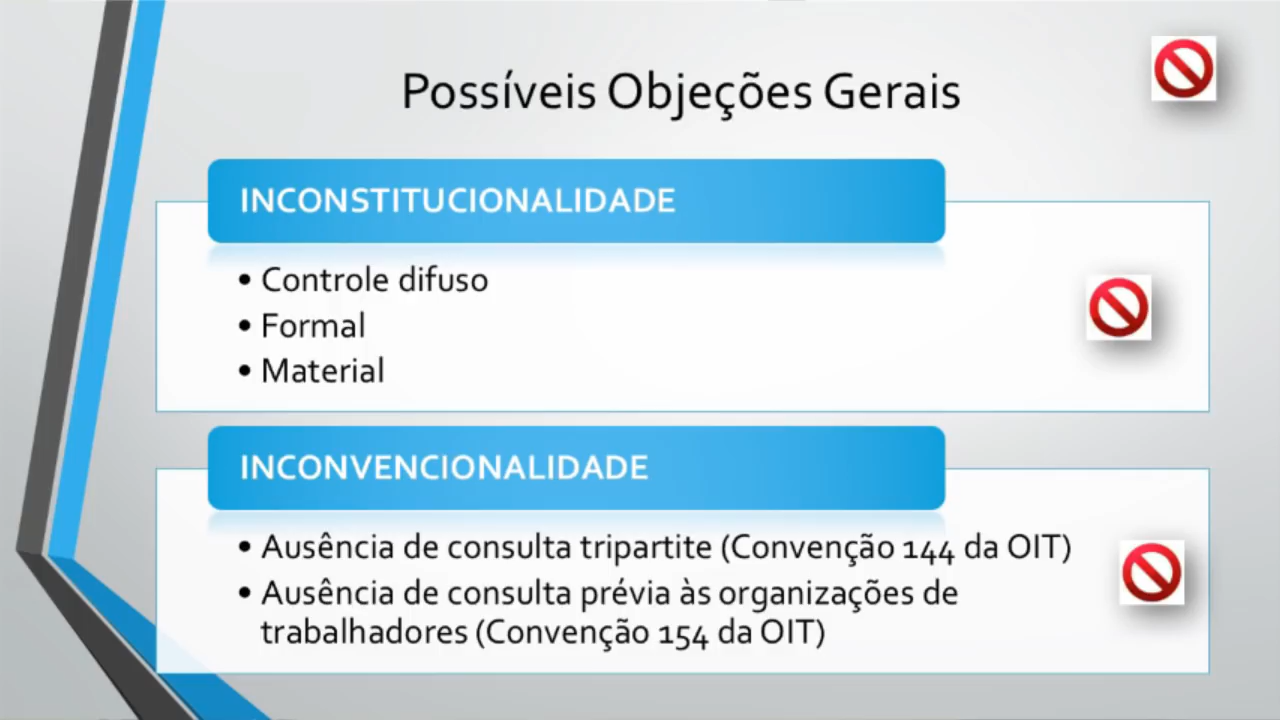 Possíveis Objeções Gerais
INCONSTITUCIONALIDADE
• Controle difuso
• Formal
• Material
INCONVENCIONALIDADE
• Ausência de consulta tripartite (Convenção 144 da OIT)
• Ausência de consulta prévia às organizações de
trabalhadores (Convenção 154 da OIT)